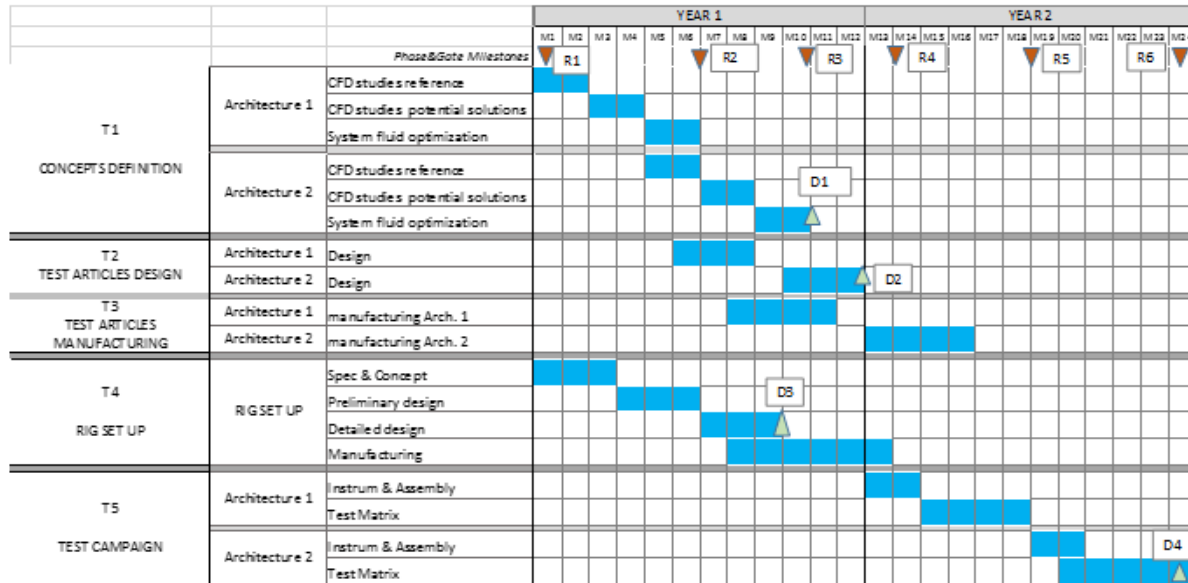 YEAR 1 YEAR 2
M1 M2 M3 M4 M5 M6 M7 M8 M9 M10 M11 M12 M13 M14 M15 M16 M17 M18 M19 M20 M21 M22 M23
Phase&Gate Milestones R1 R2 R3 R4 R5 R6
T1
CONCEPTS DEFINITION
Architecture 1
CFD studies reference
CFD studies potential solutions
System fluid optimization
Architecture 2
CFD studies reference
CFD studies potential solutions
System fluid optimization
D1
T2
TEST ARTICLES DESIGN
Architecture 1 Design
Architecture 2 Design
D2
T3
TEST ARTICLES
MANUFACTURING
Architecture 1 manufacturing Arch. 1
Architecture 2 manufacturing Arch. 2
T4
RIG SET UP
RIG SET UP
Spec & Concept
Preliminary design
Detailed design
Manufacturing
D3
T5
TEST CAMPAIGN
Architecture 1
Instrum & Assembly
Test Matrix
Architecture 2
Instrum & Assembly
Test Matrix
D4